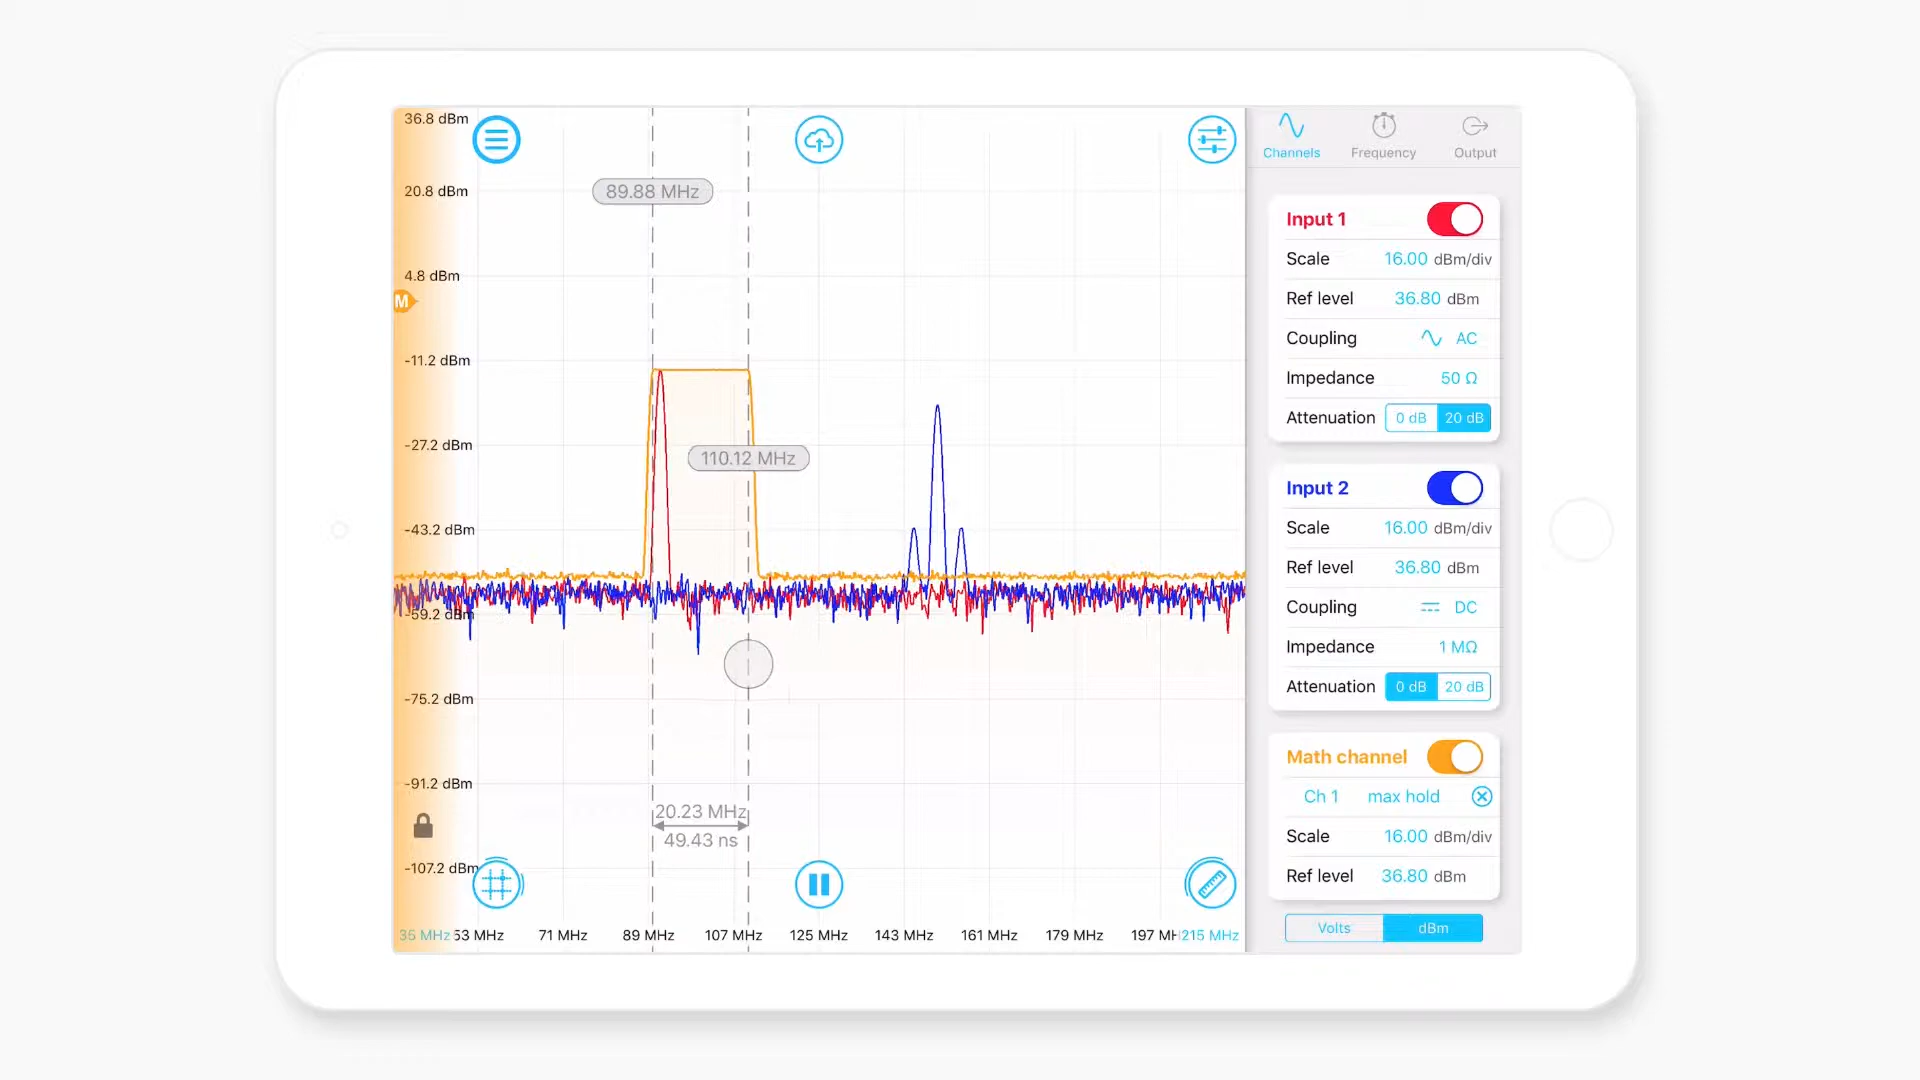 36.8 dBm
20.8 dBm
4.8 dBm
M
-11.2 dBm
-27.2 dBm
-43.2 dBm
-59.2 dBm
-75.2 dBm
-91.2 dBm
-107.2 dBm
89.88 MHz
110.12 MHz
20.23 MHz
49.43 ns
35 MHz 53 MHz 71 MHz 89 MHz 107 MHz 125 MHz 143 MHz 161 MHz 179 MHz 197 MH 215 MHz
Channels Frequency Output
Input 1
Scale 16.00 dBm/div
Ref level 36.80 dBm
Coupling AC
Impedance 50 Ω
Attenuation 0 dB 20 dB
Input 2
Scale 16.00 dBm/div
Ref level 36.80 dBm
Coupling DC
Impedance 1 MΩ
Attenuation 0 dB 20 dB
Math channel
Ch 1 max hold
Scale 16.00 dBm/div
Ref level 36.80 dBm
Volts dBm